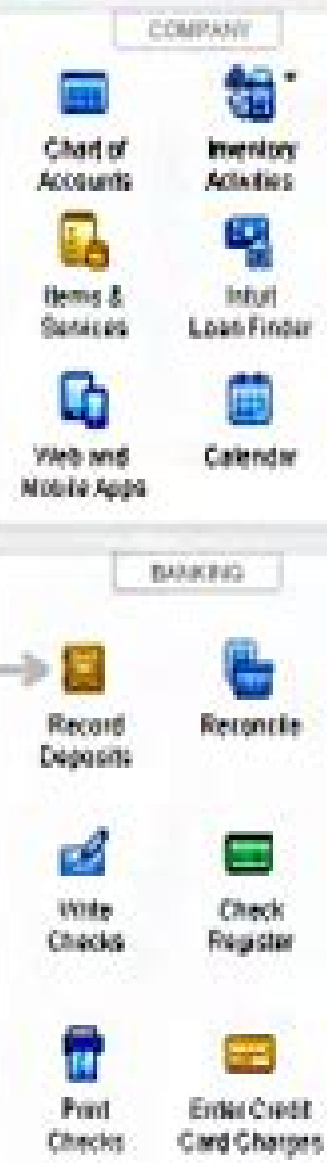 COMPANY
Chart of
Accounts
Inventory
Activities
Items &
Services
Intuit
Loan Finder
Web and
Mobile Apps
Calendar
BANKING
Record
Deposits
Reconcile
Write
Checks
Check
Register
Print
Checks
Enter Credit
Card Charges